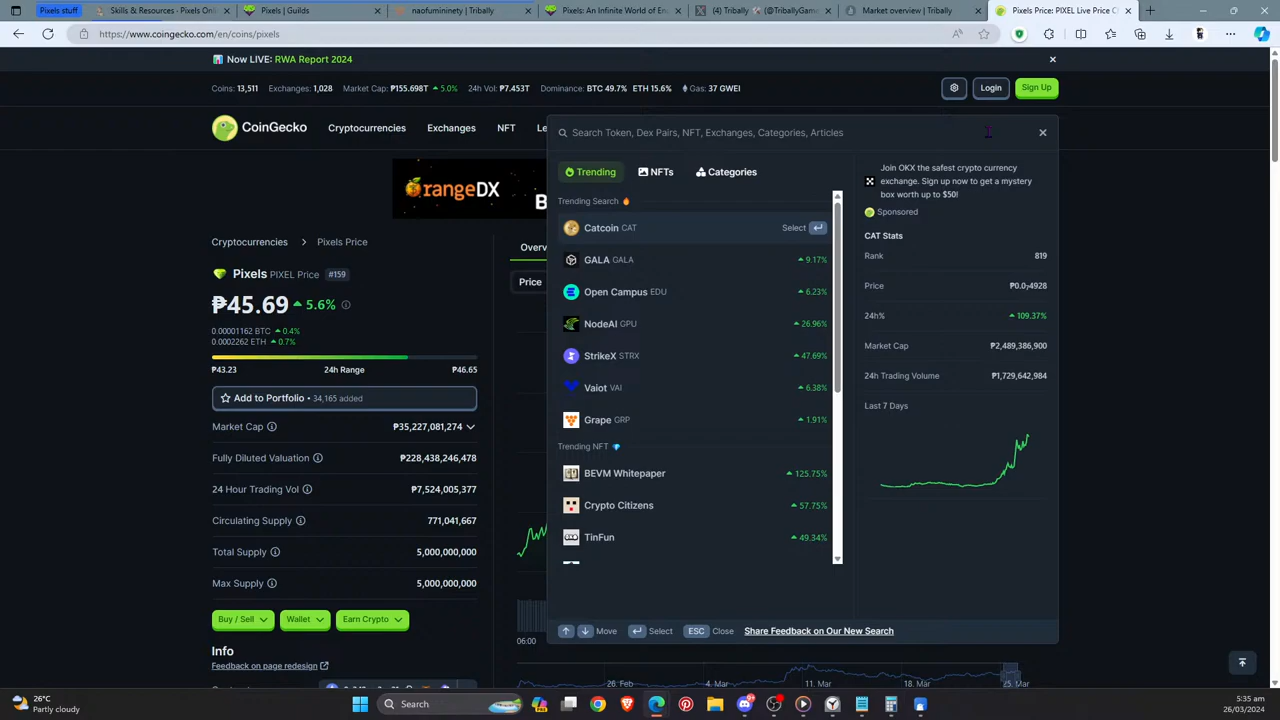 Pixels stuff
Skills & Resources - Pixels Onl
Pixels | Guilds
naofumininety | Tribally
Pixels: An Infinite World of En
(4) Tribally (@TriballyGame
Market overview | Tribally
Pixels Price: PIXEL Live Price C
https://www.coingecko.com/en/coins/pixels
Now LIVE: RWA Report 2024
Coins: 13,511 Exchanges: 1,028 Market Cap: ₱155.698T 5.0% 24h Vol: ₱7.453T Dominance: BTC 49.7% ETH 15.6% Gas: 37 GWEI
Login
Sign Up
CoinGecko
Cryptocurrencies
Exchanges
NFT
Le
Search Token, Dex Pairs, NFT, Exchanges, Categories, Articles
rangeDX
B
Cryptocurrencies > Pixels Price
Pixels PIXEL Price #159
₱45.69 5.6%
0.00001162 BTC 0.4%
0.0002262 ETH 0.7%
₱43.23 24h Range ₱46.65
Add to Portfolio • 34,165 added
Market Cap ₱35,227,081,274
Fully Diluted Valuation ₱228,438,246,478
24 Hour Trading Vol ₱7,524,005,377
Circulating Supply 771,041,667
Total Supply 5,000,000,000
Max Supply 5,000,000,000
Buy / Sell
Wallet
Earn Crypto
Info
Feedback on page redesign
Overv
Price
06:00
Trending
NFTs
Categories
Trending Search
Catcoin CAT Select
GALA GALA 9.17%
Open Campus EDU 6.23%
NodeAI GPU 26.96%
StrikeX STRX 47.69%
Vaiot VAI 6.38%
Grape GRP 1.91%
Trending NFT
BEVM Whitepaper 125.75%
Crypto Citizens 57.75%
TinFun 49.34%
Join OKX the safest crypto currency
exchange. Sign up now to get a mystery
box worth up to $50!
Sponsored
CAT Stats
Rank 819
Price ₱0.0₇4928
24h% 109.37%
Market Cap ₱2,489,386,900
24h Trading Volume ₱1,729,642,984
Last 7 Days
Move
Select
ESC Close
Share Feedback on Our New Search
26. Feb
4. Mar
11. Mar
18. Mar
25. Mar
26°C
Partly cloudy
Search
5:35 am
26/03/2024